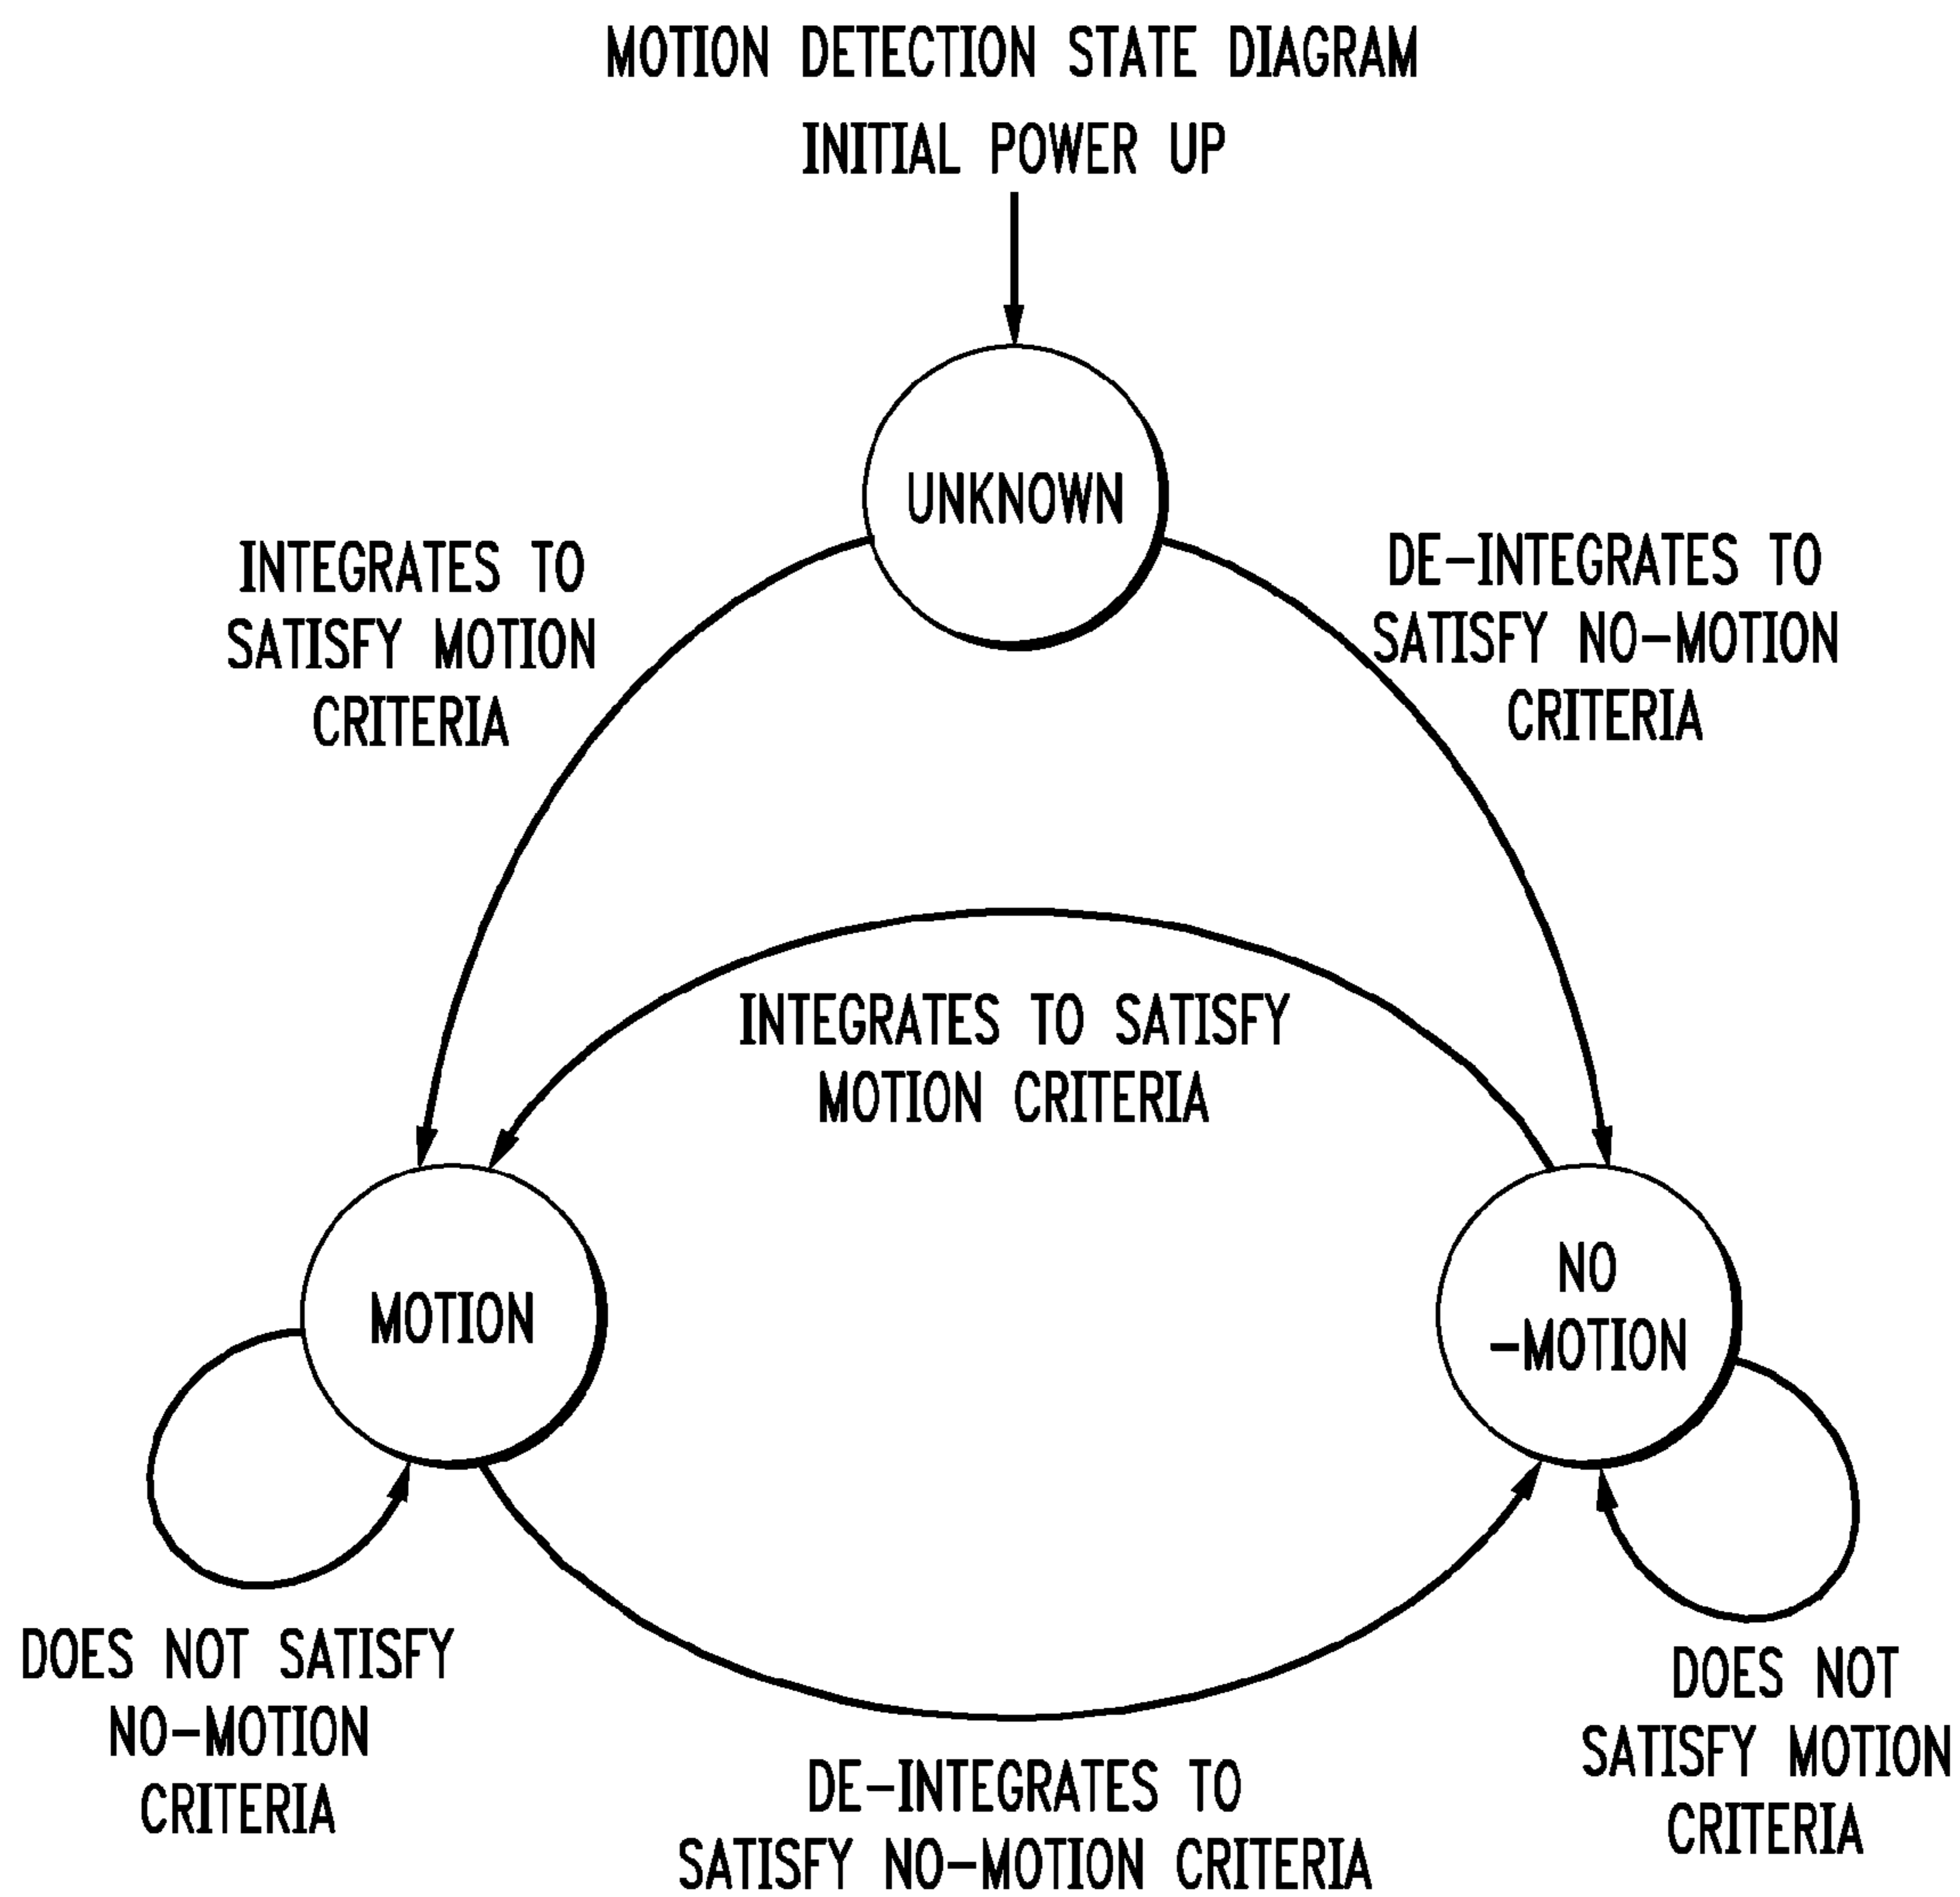 MOTION DETECTION STATE DIAGRAM
INITIAL POWER UP
UNKNOWN
INTEGRATES TO
SATISFY MOTION
CRITERIA
DE-INTEGRATES TO
SATISFY NO-MOTION
CRITERIA
INTEGRATES TO SATISFY
MOTION CRITERIA
MOTION
NO
-MOTION
DOES NOT SATISFY
NO-MOTION
CRITERIA
DE-INTEGRATES TO
SATISFY NO-MOTION CRITERIA
DOES NOT
SATISFY MOTION
CRITERIA